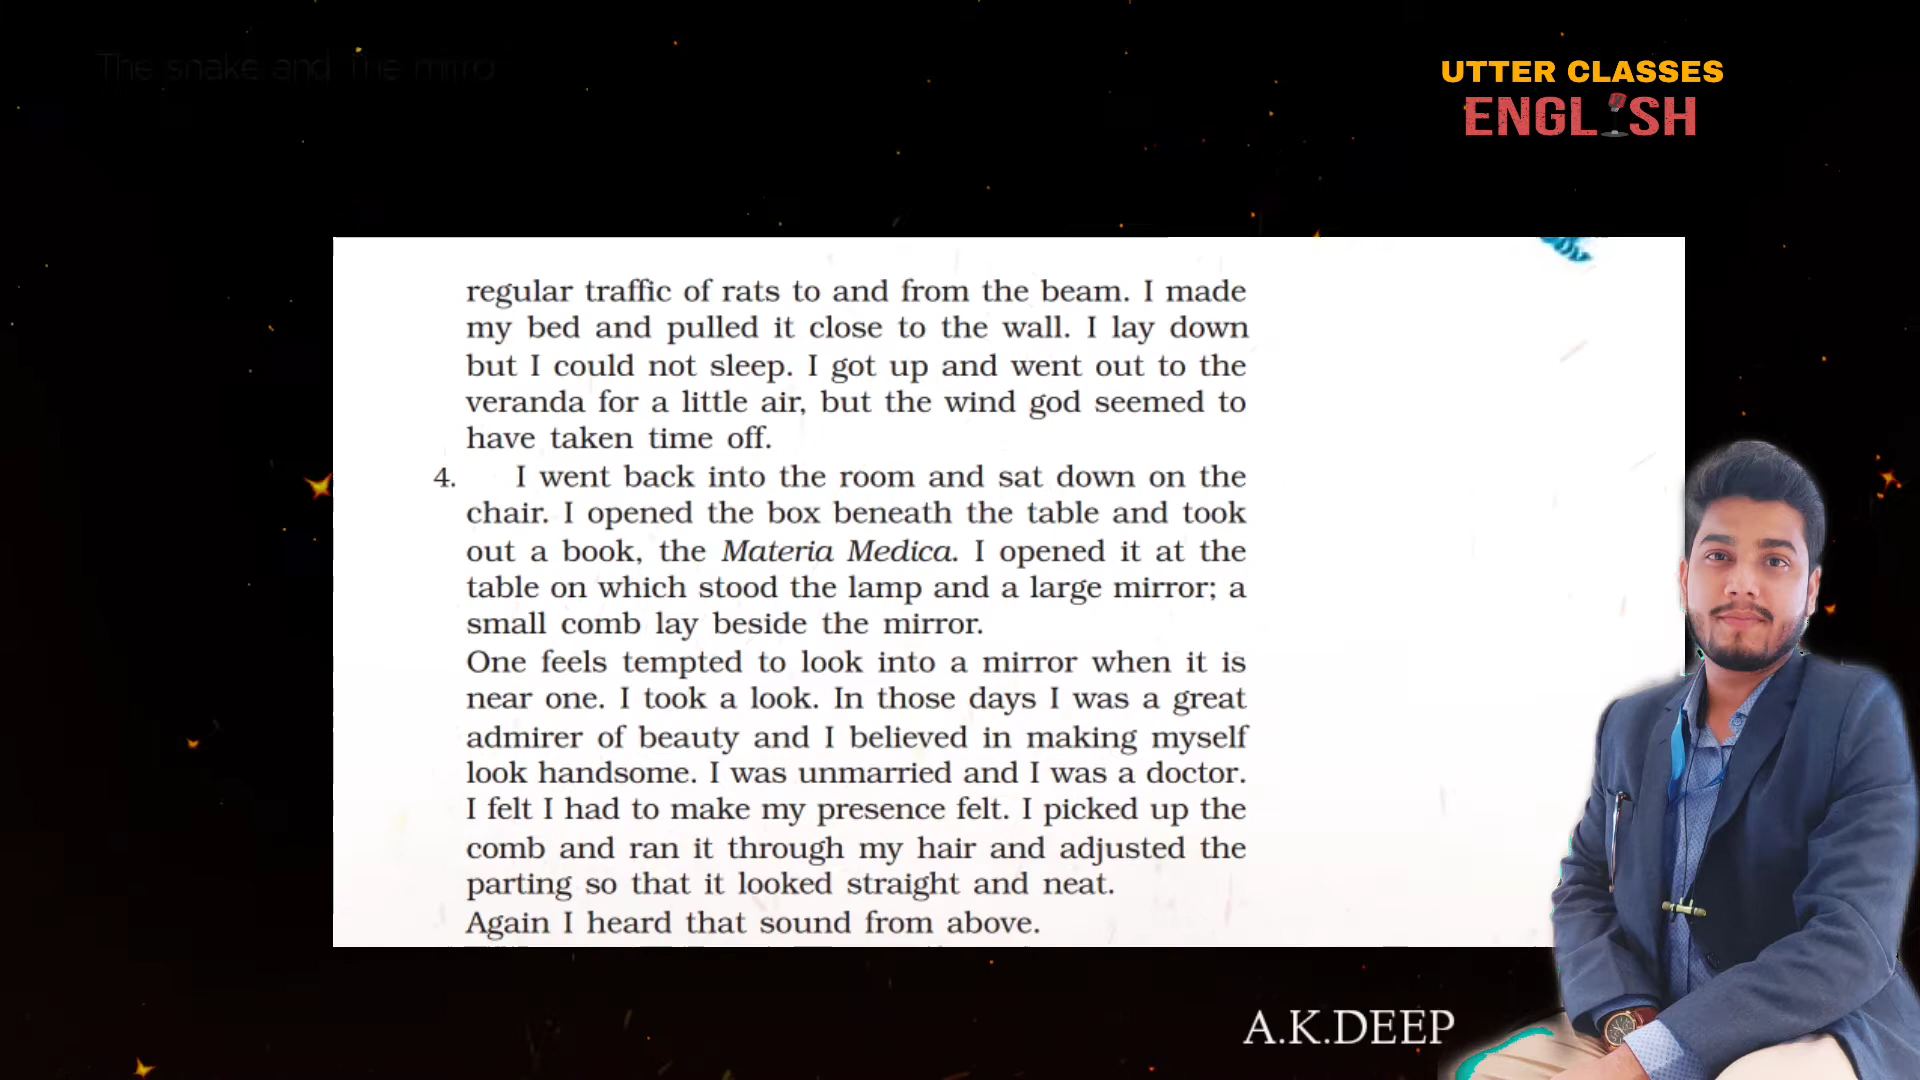 The snake and The mirro
UTTER CLASSES
ENGLISH
regular traffic of rats to and from the beam. I made
my bed and pulled it close to the wall. I lay down
but I could not sleep. I got up and went out to the
veranda for a little air, but the wind god seemed to
have taken time off.
4. I went back into the room and sat down on the
chair. I opened the box beneath the table and took
out a book, the Materia Medica. I opened it at the
table on which stood the lamp and a large mirror; a
small comb lay beside the mirror.
One feels tempted to look into a mirror when it is
near one. I took a look. In those days I was a great
admirer of beauty and I believed in making myself
look handsome. I was unmarried and I was a doctor.
I felt I had to make my presence felt. I picked up the
comb and ran it through my hair and adjusted the
parting so that it looked straight and neat.
Again I heard that sound from above.
A.K.DEEP